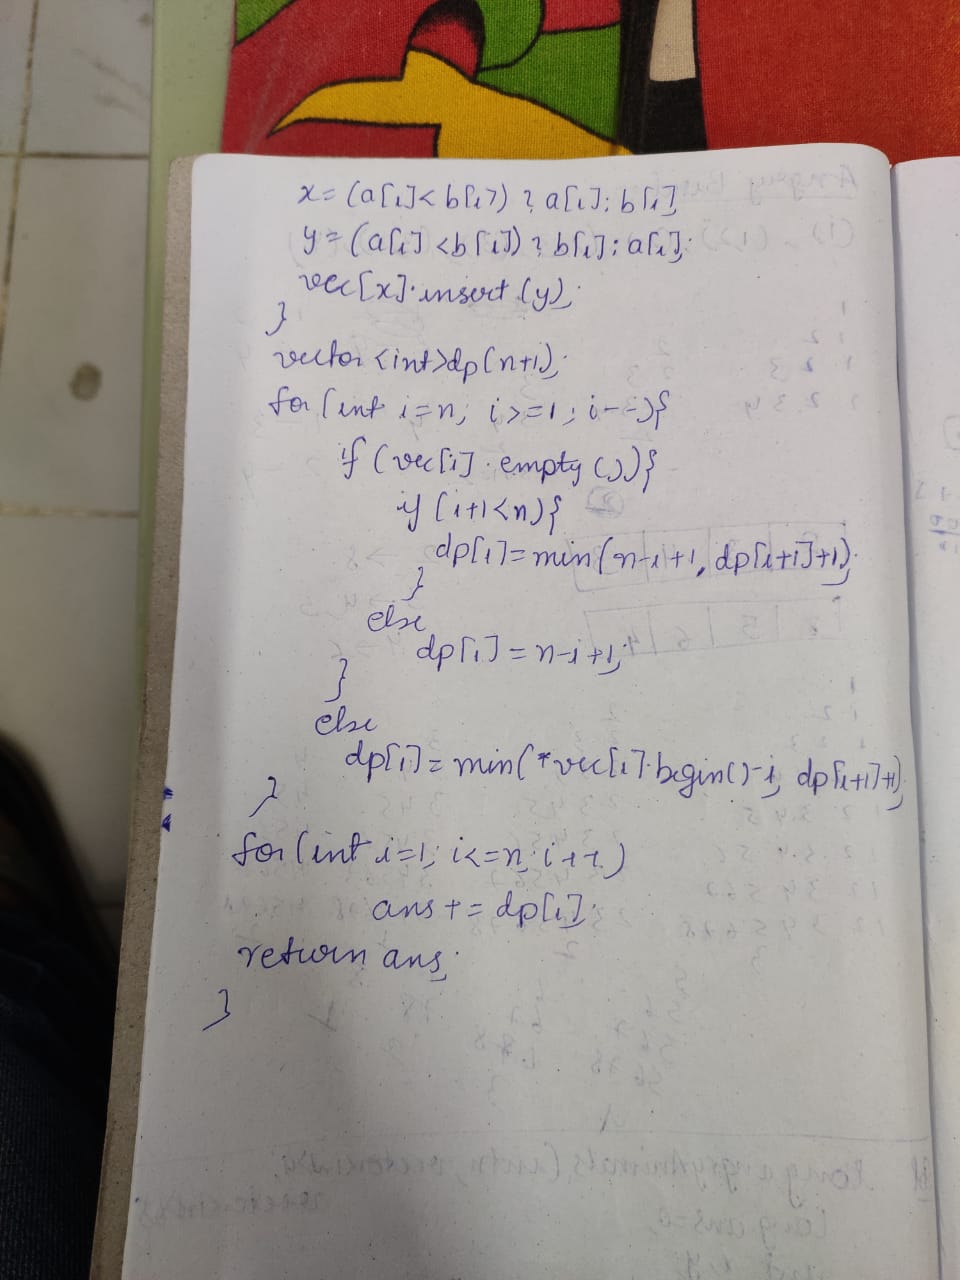 x = (a[i] < b[i]) ? a[i] : b[i]
y = (a[i] < b[i]) ? b[i] : a[i];
vec[x].insert(y);
}
vector<int>dp(n+1);
for (int i=n; i>=1; i--){
if (vec[i].empty()){
if (i+1<n){
dp[i] = min(n-i+1, dp[i+1]+1);
}
else
dp[i] = n-i+1;
}
else
dp[i] = min(*vec[i].begin()-i, dp[i+1]+1);
}
for (int i=1; i<=n; i++)
ans += dp[i];
return ans;
}